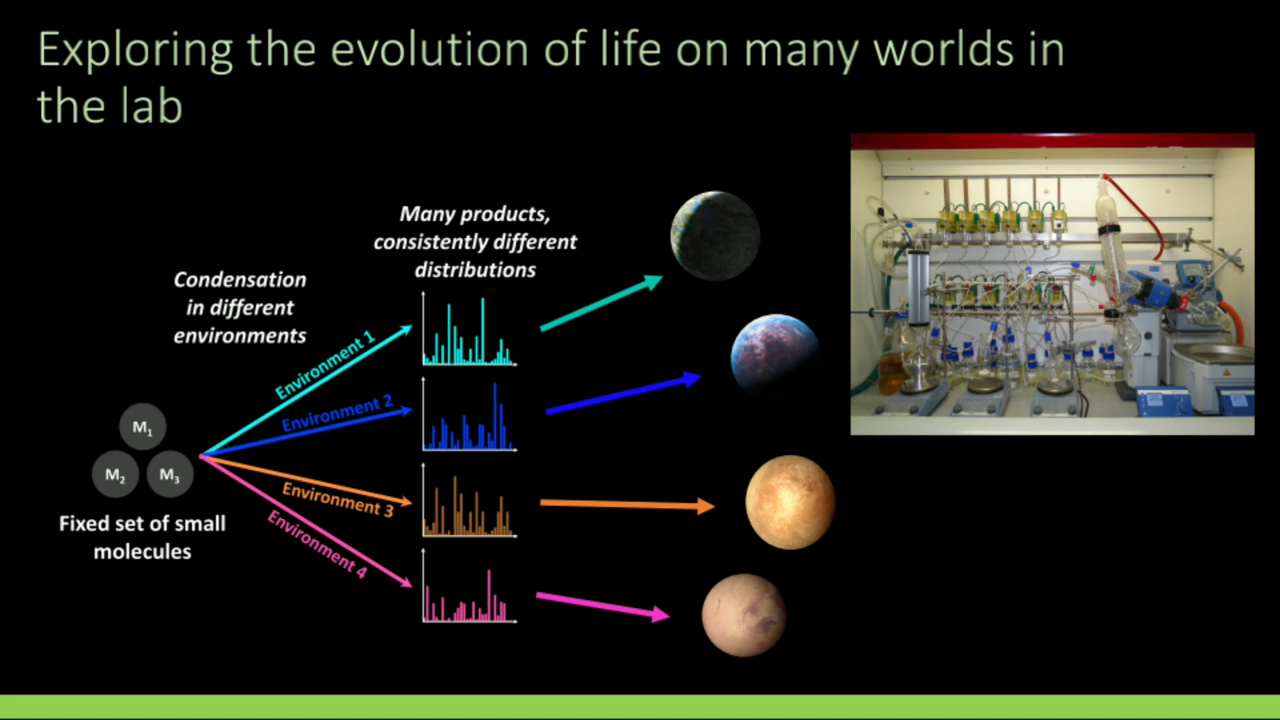 Exploring the evolution of life on many worlds in
the lab
Many products,
consistently different
distributions
Condensation
in different
environments
Environment 1
Environment 2
Environment 3
Environment 4
M₁
M₂
M₃
Fixed set of small
molecules